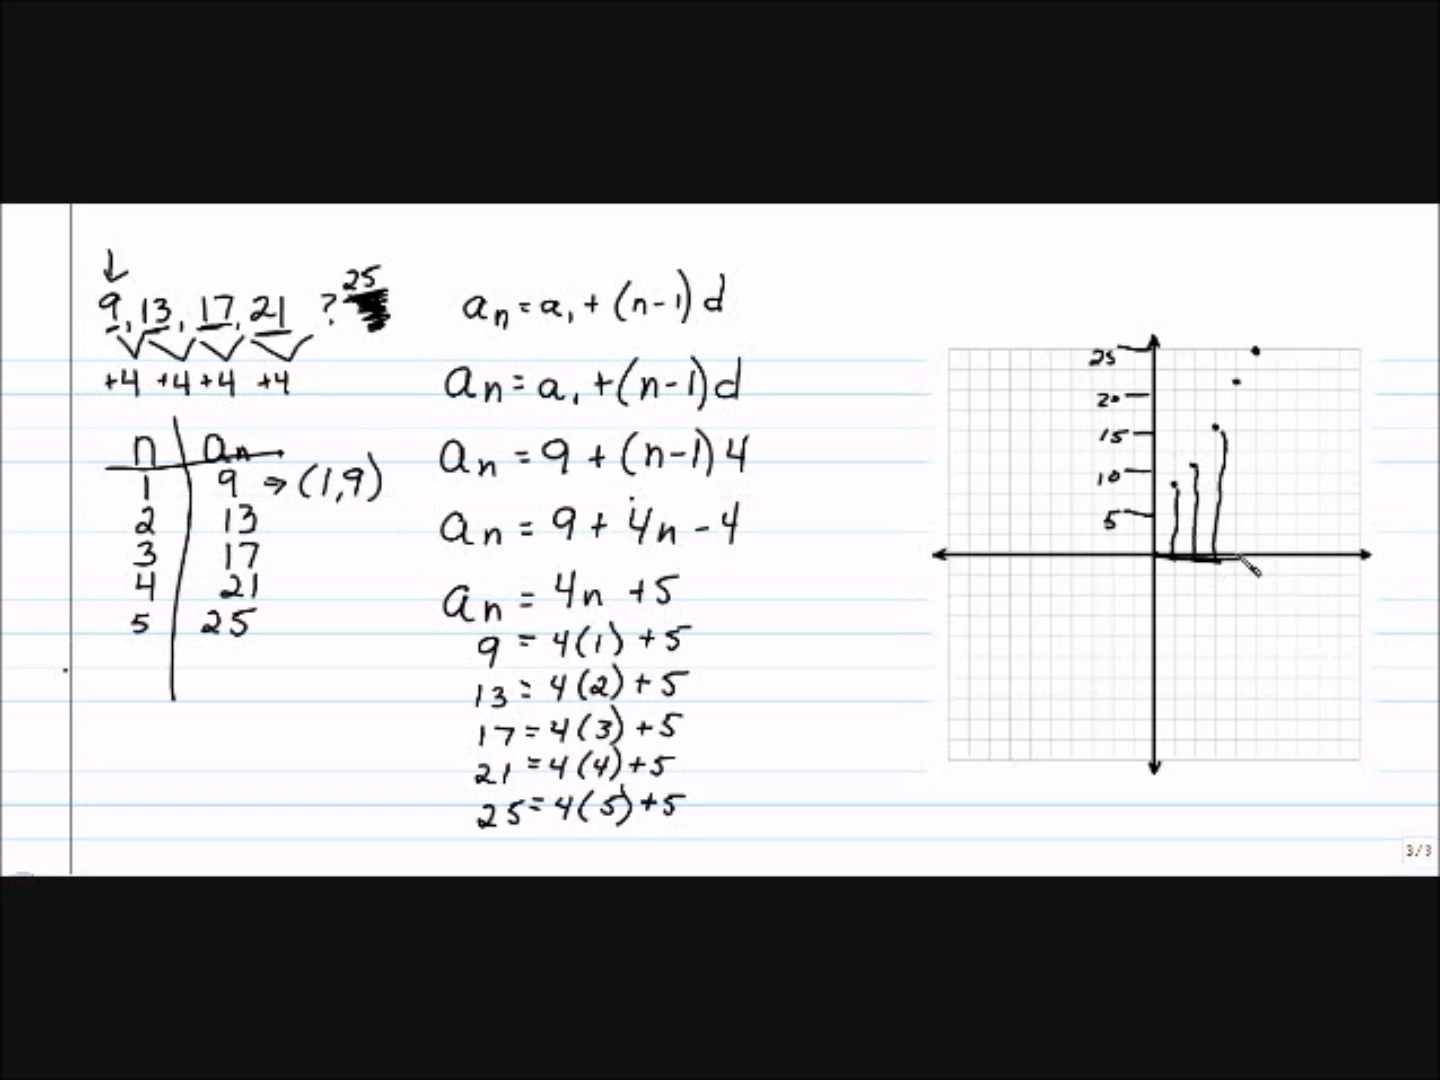 25
9, 13, 17, 21 ?
+4 +4 +4 +4
n an
1 9 → (1,9)
2 13
3 17
4 21
5 25
an = a1 + (n-1) d
an = a1 + (n-1) d
an = 9 + (n-1) 4
an = 9 + 4n - 4
an = 4n + 5
9 = 4(1) + 5
13 = 4(2) + 5
17 = 4(3) + 5
21 = 4(4) + 5
25 = 4(5) + 5
25
20
15
10
5
3/3